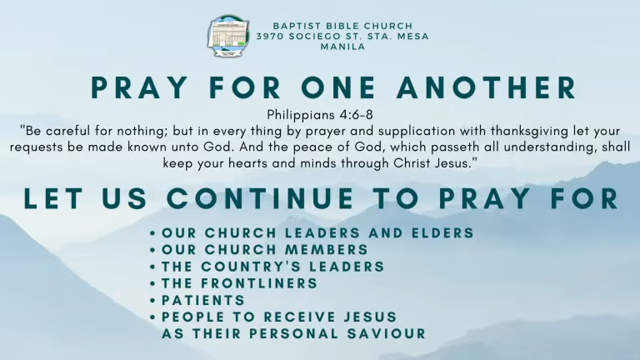 BAPTIST BIBLE CHURCH
3970 SOCIEGO ST. STA. MESA
MANILA
PRAY FOR ONE ANOTHER
Philippians 4:6-8
"Be careful for nothing; but in every thing by prayer and supplication with thanksgiving let your
requests be made known unto God. And the peace of God, which passeth all understanding, shall
keep your hearts and minds through Christ Jesus."
LET US CONTINUE TO PRAY FOR
• OUR CHURCH LEADERS AND ELDERS
• OUR CHURCH MEMBERS
• THE COUNTRY'S LEADERS
• THE FRONTLINERS
• PATIENTS
• PEOPLE TO RECEIVE JESUS
AS THEIR PERSONAL SAVIOUR